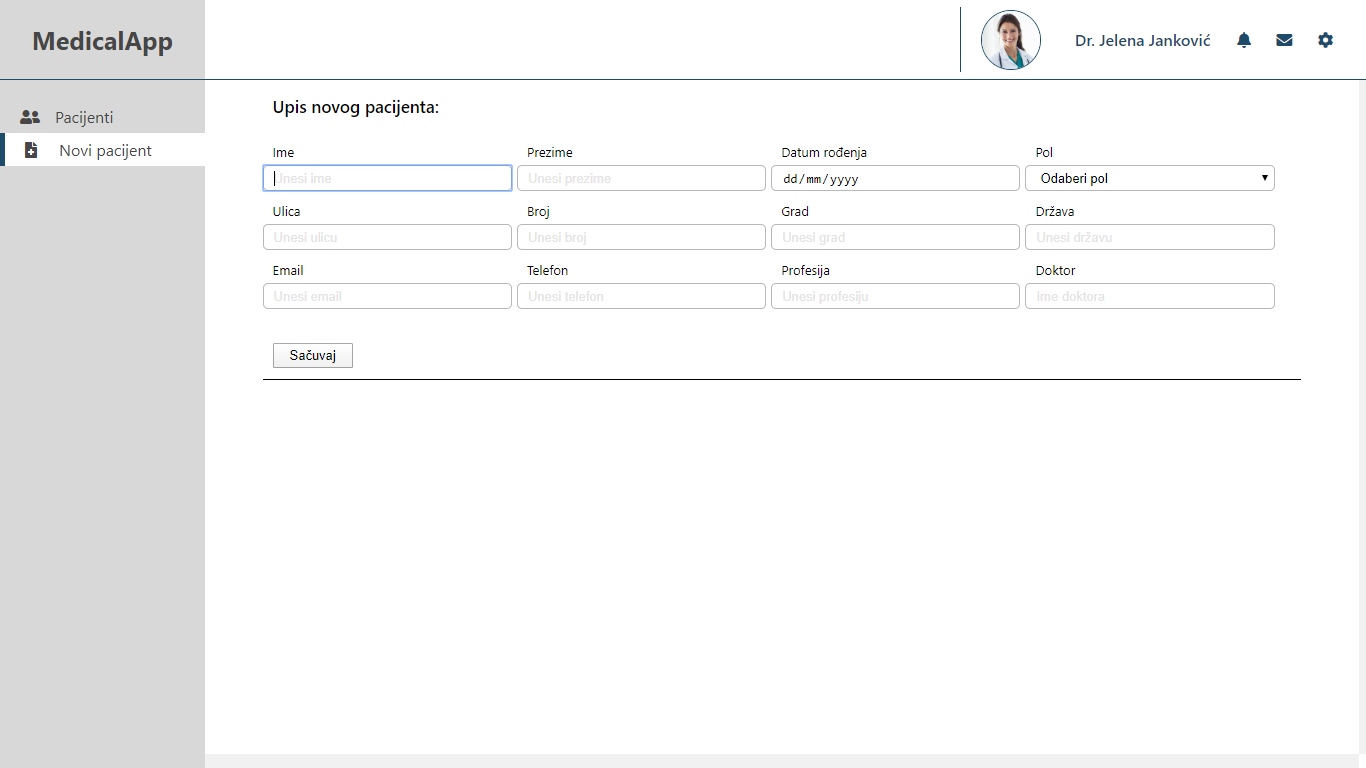 MedicalApp
Dr. Jelena Janković
Pacijenti
Novi pacijent
Upis novog pacijenta:
Ime Prezime Datum rođenja Pol
Unesi ime Unesi prezime dd/mm/yyyy Odaberi pol
Ulica Broj Grad Država
Unesi ulicu Unesi broj Unesi grad Unesi državu
Email Telefon Profesija Doktor
Unesi email Unesi telefon Unesi profesiju Ime doktora
Sačuvaj